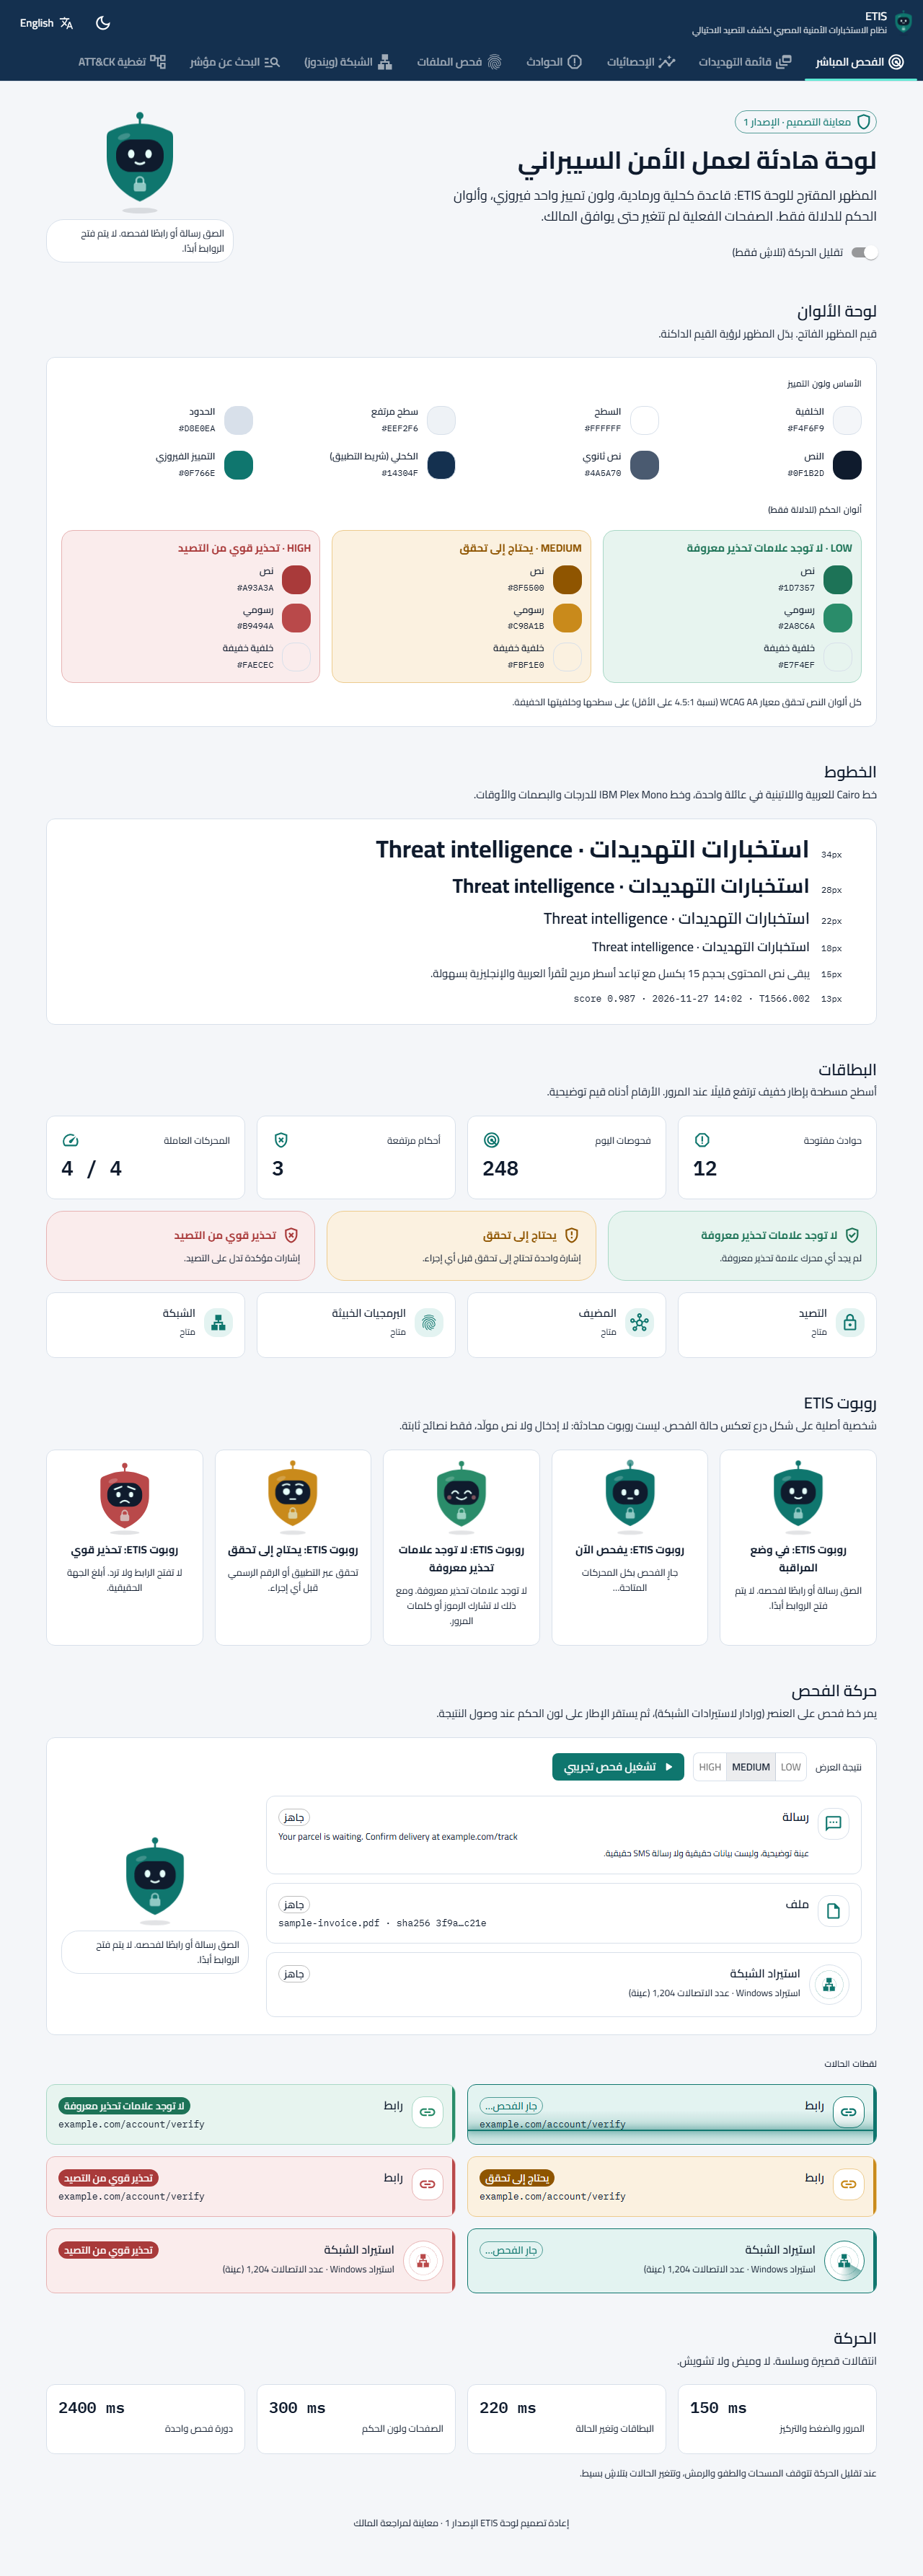 ETIS
نظام الاستخبارات الأمنية المصري لكشف التصيد الاحتيالي
English
الفحص المباشر
قائمة التهديدات
الإحصائيات
الحوادث
فحص الملفات
الشبكة (ويندوز)
البحث عن مؤشر
تغطية ATT&CK
معاينة التصميم · الإصدار 1
لوحة هادئة لعمل الأمن السيبراني
المظهر المقترح للوحة ETIS: قاعدة كحلية ورمادية، ولون تمييز واحد فيروزي، وألوان
الحكم للدلالة فقط. الصفحات الفعلية لم تتغير حتى يوافق المالك.
تقليل الحركة (تلاشٍ فقط)
الصق رسالة أو رابطًا لفحصه. لا يتم فتح
الروابط أبدًا.
لوحة الألوان
قيم المظهر الفاتح. بدّل المظهر لرؤية القيم الداكنة.
الأساس ولون التمييز
الخلفية
#F4F6F9
السطح
#FFFFFF
سطح مرتفع
#EEF2F6
الحدود
#D8E0EA
النص
#0F1B2D
نص ثانوي
#4A5A70
الكحلي (شريط التطبيق)
#14304F
التمييز الفيروزي
#0F766E
ألوان الحكم (للدلالة فقط)
LOW · لا توجد علامات تحذير معروفة
نص
#1D7357
رسومي
#2A8C6A
خلفية خفيفة
#E7F4EF
MEDIUM · يحتاج إلى تحقق
نص
#8F5500
رسومي
#C98A1B
خلفية خفيفة
#FBF1E0
HIGH · تحذير قوي من التصيد
نص
#A93A3A
رسومي
#B9494A
خلفية خفيفة
#FAECEC
كل ألوان النص تحقق معيار WCAG AA (نسبة 4.5:1 على الأقل) على سطحها وخلفيتها الخفيفة.
الخطوط
خط Cairo للعربية واللاتينية في عائلة واحدة، وخط IBM Plex Mono للدرجات والبصمات والأوقات.
34px
استخبارات التهديدات · Threat intelligence
28px
استخبارات التهديدات · Threat intelligence
22px
استخبارات التهديدات · Threat intelligence
18px
استخبارات التهديدات · Threat intelligence
15px
يبقى نص المحتوى بحجم 15 بكسل مع تباعد أسطر مريح لتُقرأ العربية والإنجليزية بسهولة.
13px
score 0.987 · 2026-11-27 14:02 · T1566.002
البطاقات
أسطح مسطحة بإطار خفيف ترتفع قليلًا عند المرور. الأرقام أدناه قيم توضيحية.
حوادث مفتوحة
12
فحوصات اليوم
248
أحكام مرتفعة
3
المحركات العاملة
4 / 4
لا توجد علامات تحذير معروفة
لم يجد أي محرك علامة تحذير معروفة.
يحتاج إلى تحقق
إشارة واحدة تحتاج إلى تحقق قبل أي إجراء.
تحذير قوي من التصيد
إشارات مؤكدة تدل على التصيد.
التصيد
متاح
المضيف
متاح
البرمجيات الخبيثة
متاح
الشبكة
متاح
روبوت ETIS
شخصية أصلية على شكل درع تعكس حالة الفحص. ليست روبوت محادثة: لا إدخال ولا نص مولّد، فقط نصائح ثابتة.
روبوت ETIS: في وضع
المراقبة
الصق رسالة أو رابطًا لفحصه. لا يتم
فتح الروابط أبدًا.
روبوت ETIS: يفحص الآن
جارٍ الفحص بكل المحركات
المتاحة...
روبوت ETIS: لا توجد علامات
تحذير معروفة
لا توجد علامات تحذير معروفة. ومع
ذلك لا تشارك الرموز أو كلمات
المرور.
روبوت ETIS: يحتاج إلى تحقق
تحقق عبر التطبيق أو الرقم الرسمي
قبل أي إجراء.
روبوت ETIS: تحذير قوي
لا تفتح الرابط ولا ترد. أبلغ الجهة
الحقيقية.
حركة الفحص
يمر خط فحص على العنصر (ورادار لاستيرادات الشبكة)، ثم يستقر الإطار على لون الحكم عند وصول النتيجة.
نتيجة العرض
LOW
MEDIUM
HIGH
تشغيل فحص تجريبي
رسالة
جاهز
Your parcel is waiting. Confirm delivery at example.com/track
عينة توضيحية، وليست بيانات حقيقية ولا رسالة SMS حقيقية.
ملف
جاهز
sample-invoice.pdf · sha256 3f9a…c21e
استيراد الشبكة
جاهز
استيراد Windows · عدد الاتصالات 1,204 (عينة)
الصق رسالة أو رابطًا لفحصه. لا يتم فتح
الروابط أبدًا.
لقطات الحالات
رابط
جارٍ الفحص...
example.com/account/verify
رابط
لا توجد علامات تحذير معروفة
example.com/account/verify
رابط
يحتاج إلى تحقق
example.com/account/verify
رابط
تحذير قوي من التصيد
example.com/account/verify
استيراد الشبكة
جارٍ الفحص...
استيراد Windows · عدد الاتصالات 1,204 (عينة)
استيراد الشبكة
تحذير قوي من التصيد
استيراد Windows · عدد الاتصالات 1,204 (عينة)
الحركة
انتقالات قصيرة وسلسة. لا وميض ولا تشويش.
150 ms
المرور والضغط والتركيز
220 ms
البطاقات وتغير الحالة
300 ms
الصفحات ولون الحكم
2400 ms
دورة فحص واحدة
عند تقليل الحركة تتوقف المسحات والطفو والرمش، وتتغير الحالات بتلاشٍ بسيط.
إعادة تصميم لوحة ETIS الإصدار 1 · معاينة لمراجعة المالك